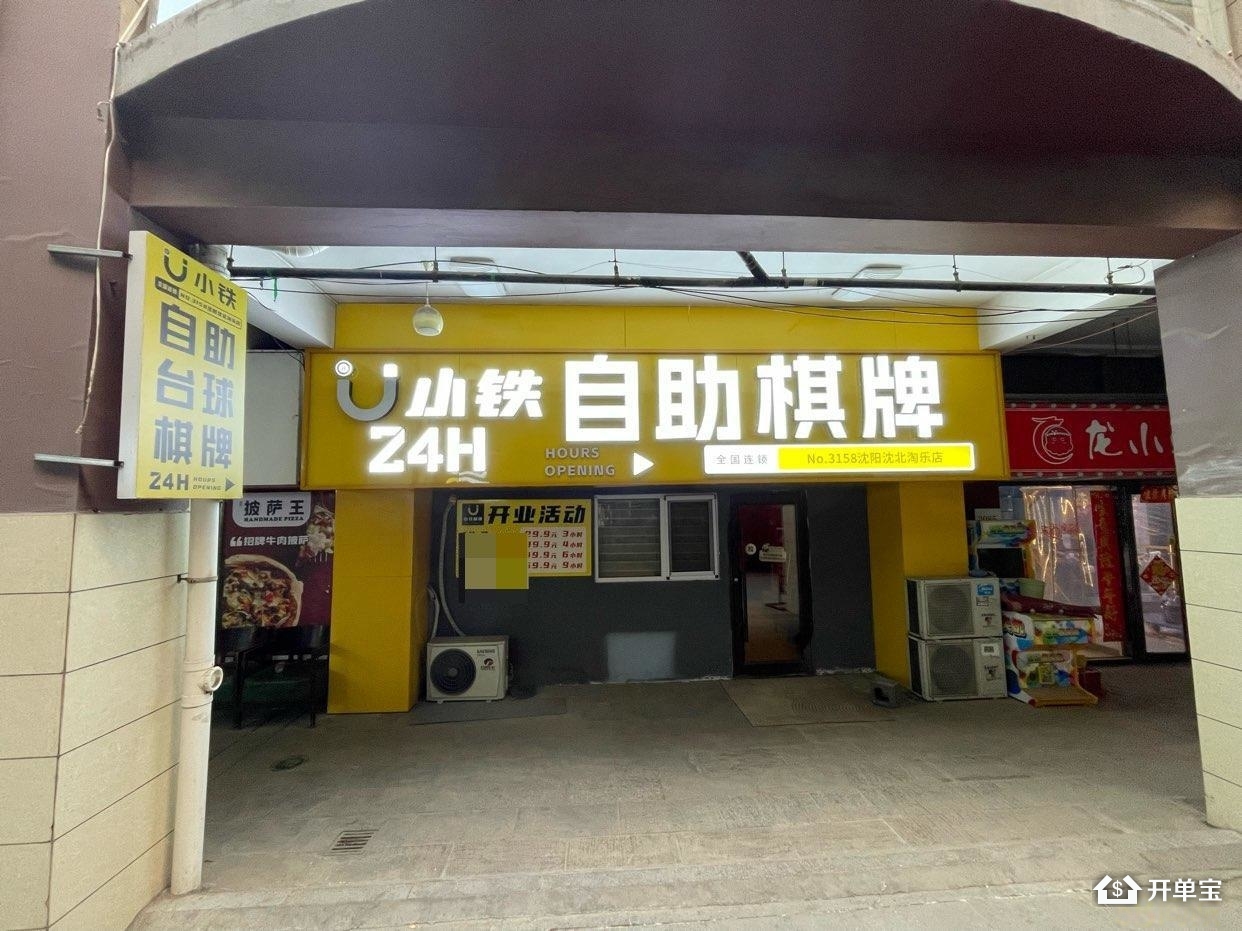 小铁
自助
台球
棋牌
24H
HOURS
OPENING
小铁
自助棋牌
24H
HOURS
OPENING
全国连锁
No.3158沈阳沈北淘乐店
龙小
披萨王
HANDMADE PIZZA
招牌牛肉披萨
开业活动
9.9元 3小时
9.9元 4小时
9.9元 6小时
9.9元 9小时
开单宝